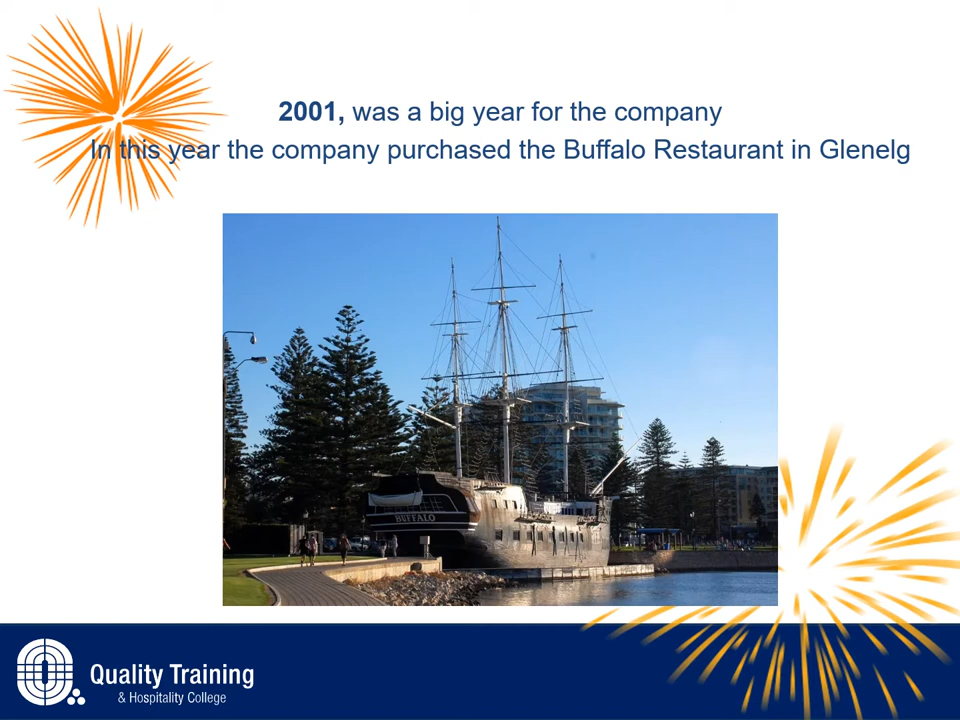 2001, was a big year for the company
In this year the company purchased the Buffalo Restaurant in Glenelg
BUFFALO
Quality Training
& Hospitality College